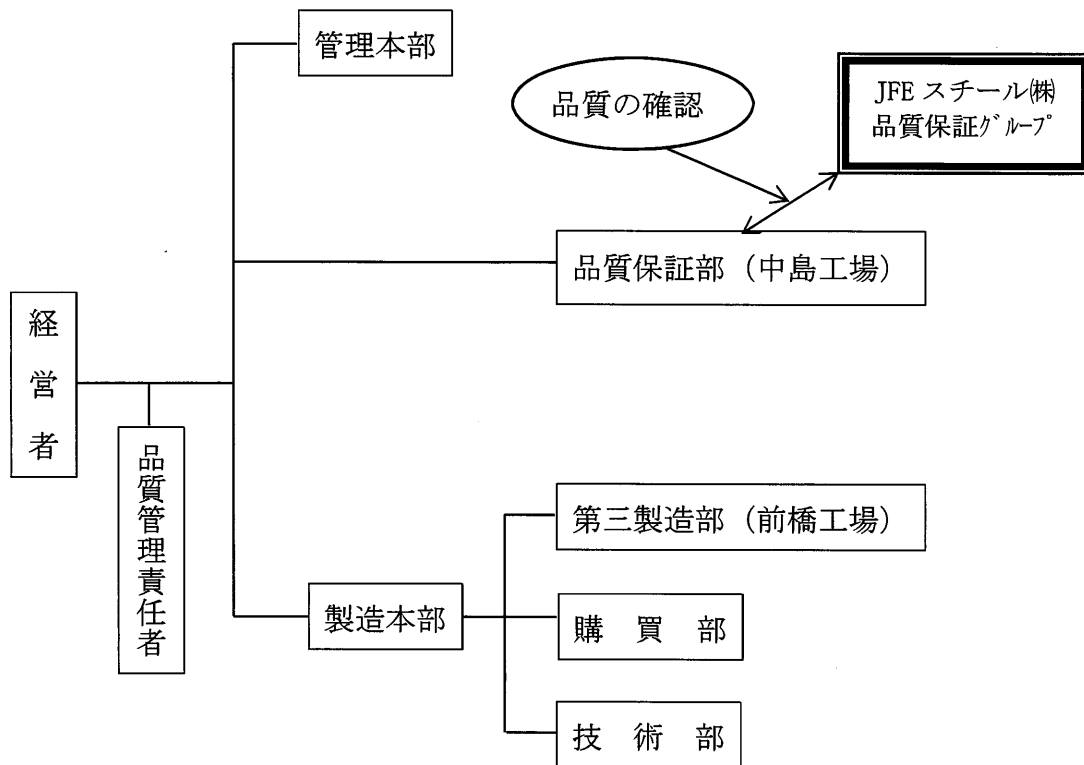 管理本部
品質の確認
JFE スチール㈱
品質保証グループ
品質保証部（中島工場）
経営者
品質管理責任者
第三製造部（前橋工場）
製造本部
購買部
技術部